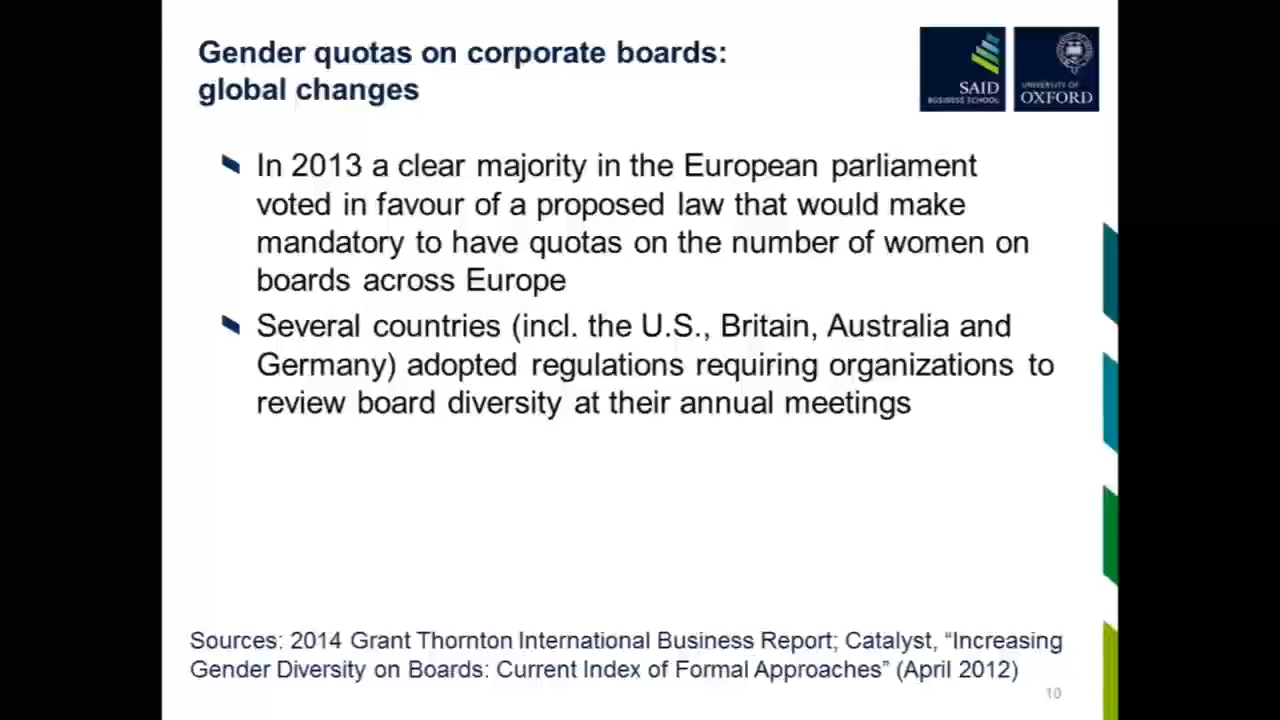 Gender quotas on corporate boards:
global changes
SAID
BUSINESS SCHOOL
UNIVERSITY OF
OXFORD
In 2013 a clear majority in the European parliament
voted in favour of a proposed law that would make
mandatory to have quotas on the number of women on
boards across Europe
Several countries (incl. the U.S., Britain, Australia and
Germany) adopted regulations requiring organizations to
review board diversity at their annual meetings
Sources: 2014 Grant Thornton International Business Report; Catalyst, “Increasing
Gender Diversity on Boards: Current Index of Formal Approaches” (April 2012)
10